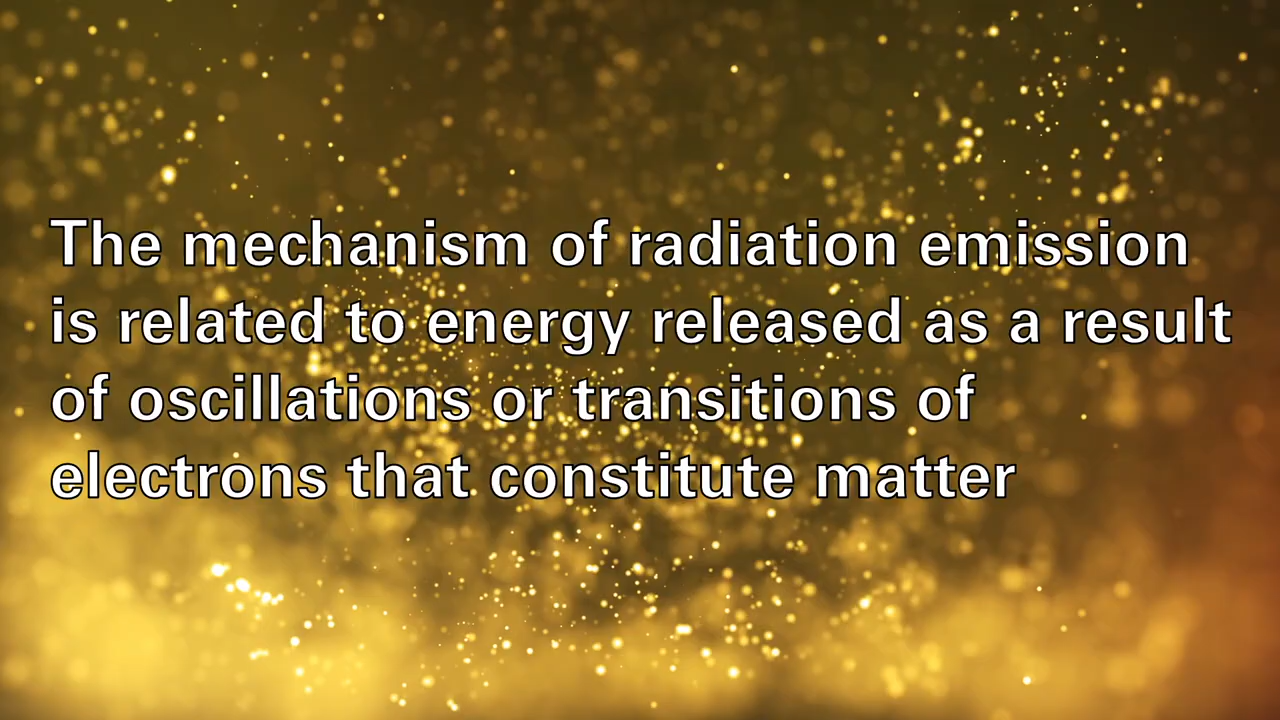 The mechanism of radiation emission
is related to energy released as a result
of oscillations or transitions of
electrons that constitute matter